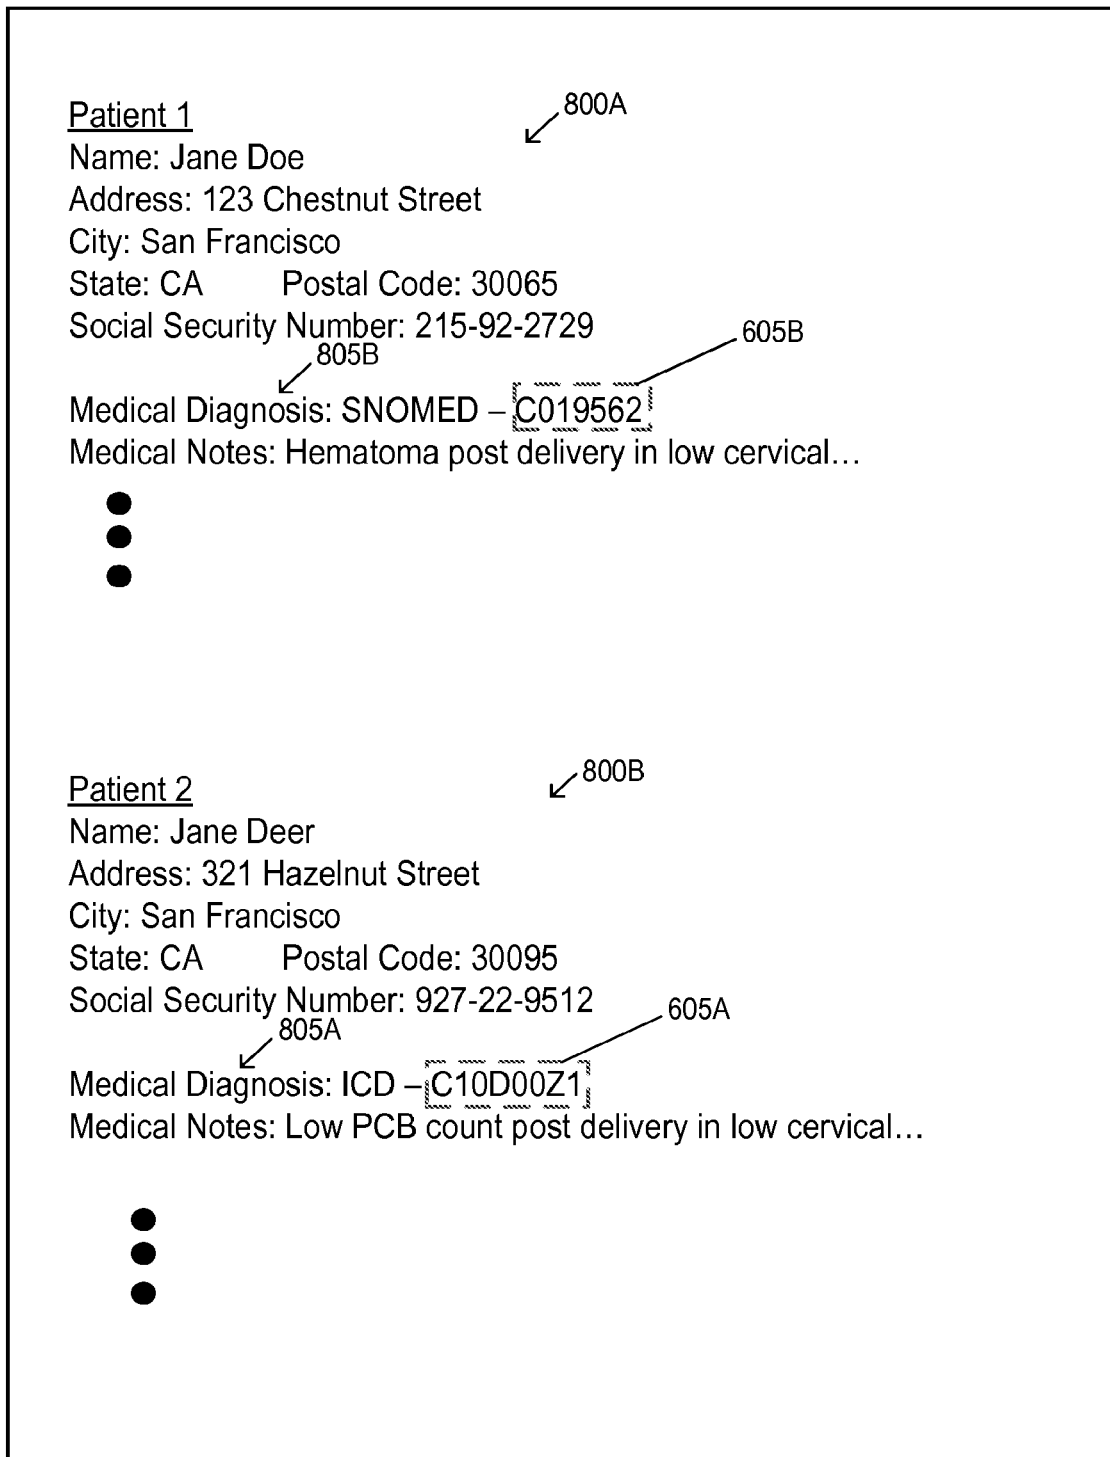 Patient 1
800A
Name: Jane Doe
Address: 123 Chestnut Street
City: San Francisco
State: CA Postal Code: 30065
Social Security Number: 215-92-2729
605B
805B
Medical Diagnosis: SNOMED – C019562
Medical Notes: Hematoma post delivery in low cervical...
Patient 2
800B
Name: Jane Deer
Address: 321 Hazelnut Street
City: San Francisco
State: CA Postal Code: 30095
Social Security Number: 927-22-9512
605A
805A
Medical Diagnosis: ICD – C10D00Z1
Medical Notes: Low PCB count post delivery in low cervical...